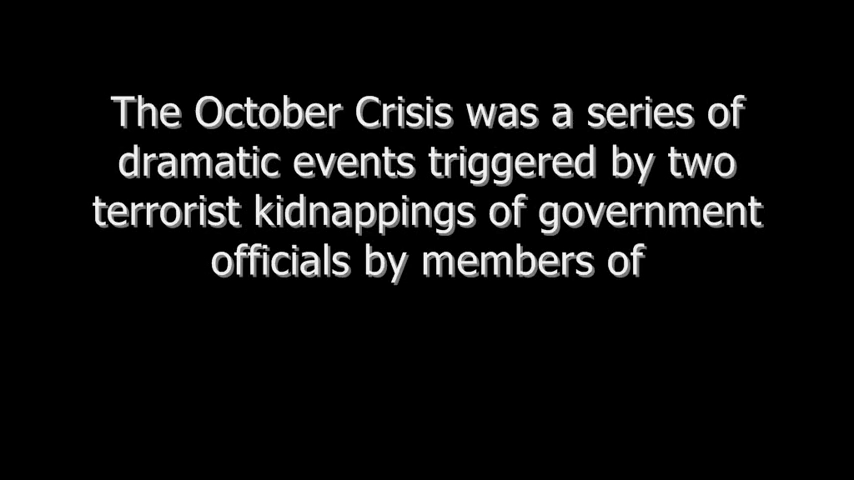 The October Crisis was a series of
dramatic events triggered by two
terrorist kidnappings of government
officials by members of